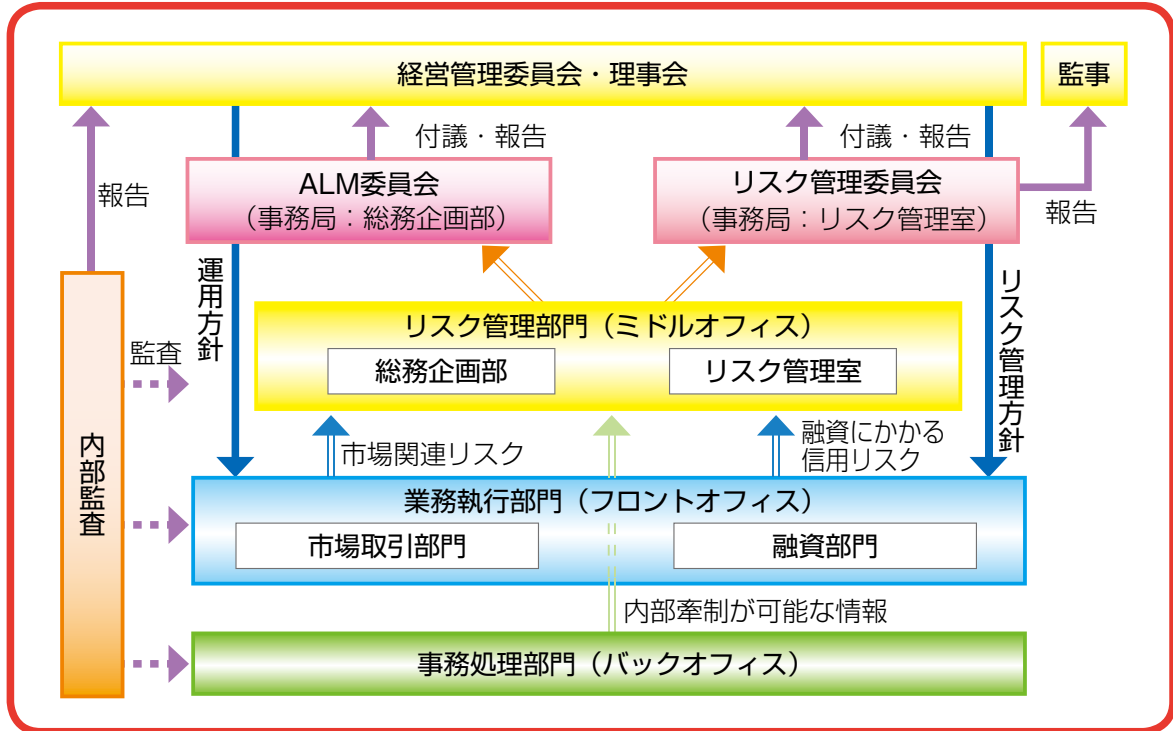 経営管理委員会・理事会
監事
付議・報告
付議・報告
報告
ALM委員会
(事務局:総務企画部)
リスク管理委員会
(事務局:リスク管理室)
報告
運用方針
リスク管理方針
リスク管理部門(ミドルオフィス)
総務企画部
リスク管理室
監査
内部監査
市場関連リスク
融資にかかる
信用リスク
業務執行部門(フロントオフィス)
市場取引部門
融資部門
内部牽制が可能な情報
事務処理部門(バックオフィス)